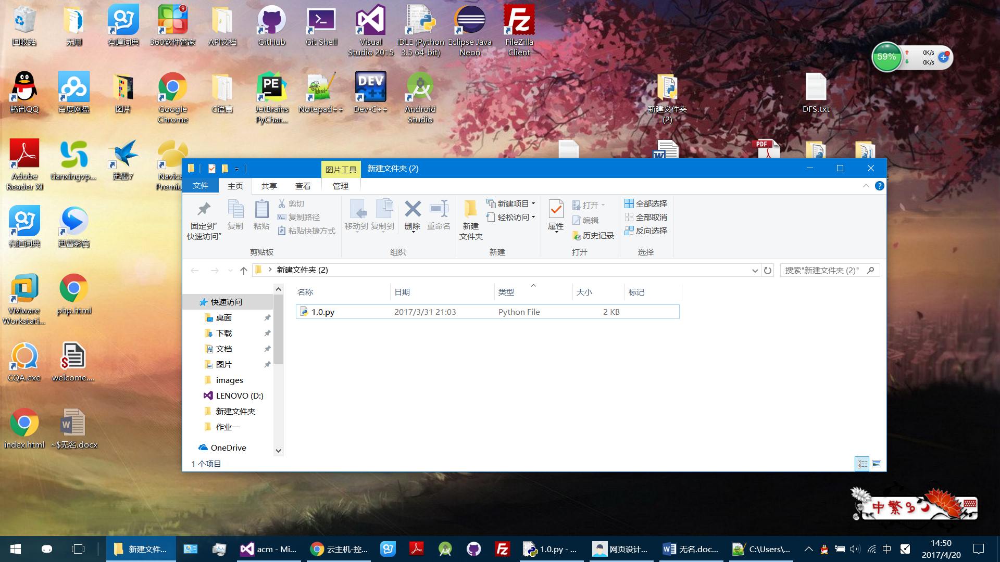 回收站
无用
有道词典
360软件管家
9
API文档
GitHub
Git Shell
Visual
Studio 2015
IDLE (Python
3.5 64-bit)
Eclipse Java
Neon
FileZilla
Client
59%
0K/s
0K/s
腾讯QQ
百度网盘
图片
Google
Chrome
C语言
JetBrains
PyChar...
Notepad++
DEV
C++
Dev-C++
Android
Studio
新建文件夹
(2)
DFS.txt
Adobe
Reader XI
tianxingvp...
迅雷7
Navica
Premiu
PDF
图片工具
新建文件夹 (2)
文件
主页
共享
查看
管理
固定到"
快速访问"
复制
粘贴
剪切
复制路径
粘贴快捷方式
剪贴板
移动到
复制到
删除
重命名
组织
新建
文件夹
新建项目
轻松访问
新建
属性
打开
编辑
历史记录
打开
全部选择
全部取消
反向选择
选择
新建文件夹 (2)
搜索"新建文件夹 (2)"
名称
日期
类型
大小
标记
1.0.py
2017/3/31 21:03
Python File
2 KB
快速访问
桌面
下载
文档
图片
images
LENOVO (D:)
新建文件夹
作业一
OneDrive
1 个项目
有道词典
迅雷影音
VMware
Workstati...
php.html
CQA.exe
welcome....
index.html
~$无名.docx
中 繁
新建文件...
acm - Mi...
云主机-控...
1.0.py - ...
网页设计...
无名.doc...
C:\Users\...
中
14:50
2017/4/20